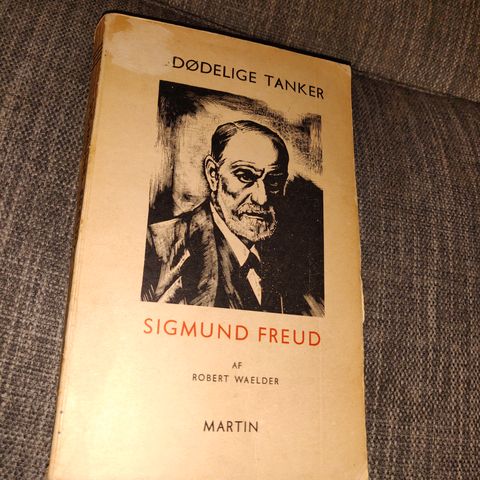 DØDELIGE TANKER
SIGMUND FREUD
AF
ROBERT WAELDER
MARTIN